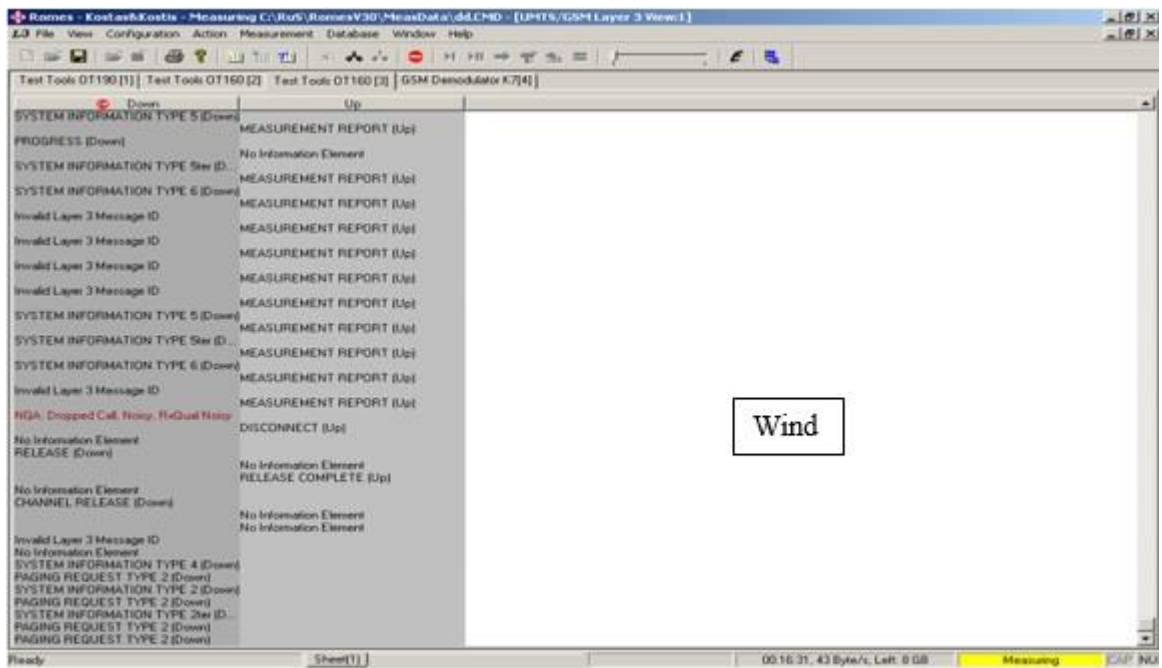 Romes - Kostas&Kostis - Measuring C:\RuS\RomesV30\MeasData\dd.CMD - [UMTS/GSM Layer 3 View:1]
L3 File View Configuration Action Measurement Database Window Help
Test Tools OT190 [1] Test Tools OT160 [2] Test Tools OT160 [3] GSM Demodulator K7[4]
Down Up
SYSTEM INFORMATION TYPE 5 (Down)
MEASUREMENT REPORT (Up)
PROGRESS (Down)
No Information Element
SYSTEM INFORMATION TYPE 5ter (D...
MEASUREMENT REPORT (Up)
SYSTEM INFORMATION TYPE 6 (Down)
MEASUREMENT REPORT (Up)
Invalid Layer 3 Message ID
MEASUREMENT REPORT (Up)
Invalid Layer 3 Message ID
MEASUREMENT REPORT (Up)
Invalid Layer 3 Message ID
MEASUREMENT REPORT (Up)
Invalid Layer 3 Message ID
MEASUREMENT REPORT (Up)
SYSTEM INFORMATION TYPE 5 (Down)
MEASUREMENT REPORT (Up)
SYSTEM INFORMATION TYPE 5ter (D...
MEASUREMENT REPORT (Up)
SYSTEM INFORMATION TYPE 6 (Down)
MEASUREMENT REPORT (Up)
Invalid Layer 3 Message ID
MEASUREMENT REPORT (Up)
NQA: Dropped Call, Noisy, RxQual Noisy
DISCONNECT (Up)
No Information Element
RELEASE (Down)
No Information Element
RELEASE COMPLETE (Up)
No Information Element
CHANNEL RELEASE (Down)
No Information Element
No Information Element
Invalid Layer 3 Message ID
No Information Element
SYSTEM INFORMATION TYPE 4 (Down)
PAGING REQUEST TYPE 2 (Down)
SYSTEM INFORMATION TYPE 2 (Down)
PAGING REQUEST TYPE 2 (Down)
SYSTEM INFORMATION TYPE 2ter (D...
PAGING REQUEST TYPE 2 (Down)
PAGING REQUEST TYPE 2 (Down)
Wind
Ready Sheet(1) 00:16:31, 43 Byte/s, Left: 8 GB Measuring CAP NU